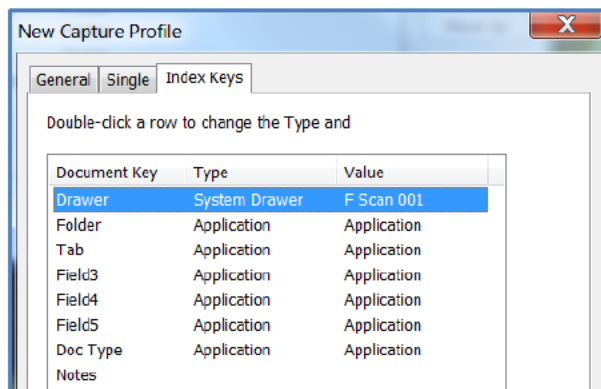 New Capture Profile
X
General Single Index Keys
Double-click a row to change the Type and
Document Key Type Value
Drawer System Drawer F Scan 001
Folder Application Application
Tab Application Application
Field3 Application Application
Field4 Application Application
Field5 Application Application
Doc Type Application Application
Notes